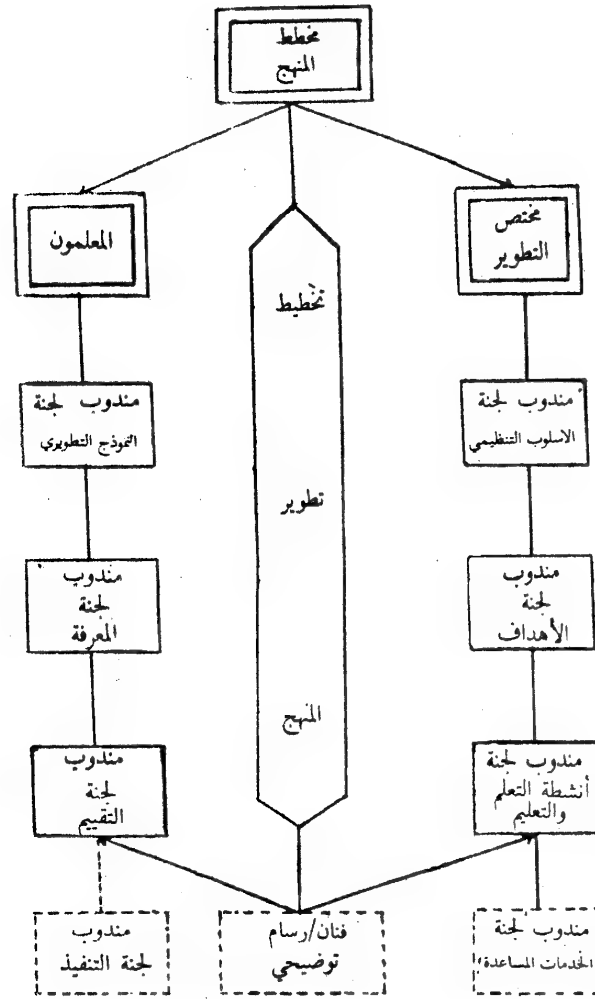 مخطط
المنهج
مختص
التطوير
المعلمون
تخطيط
تطوير
المنهج
مندوب لجنة
الاسلوب التنظيمي
مندوب لجنة
النموذج التطويري
مندوب
لجنة
الأهداف
مندوب
لجنة
المعرفة
مندوب لجنة
أنشطة التعلم
والتعليم
مندوب
لجنة
التقييم
مندوب لجنة
الخدمات المساعدة
فنان/رسام
توضيحي
مندوب
لجنة التنفيذ